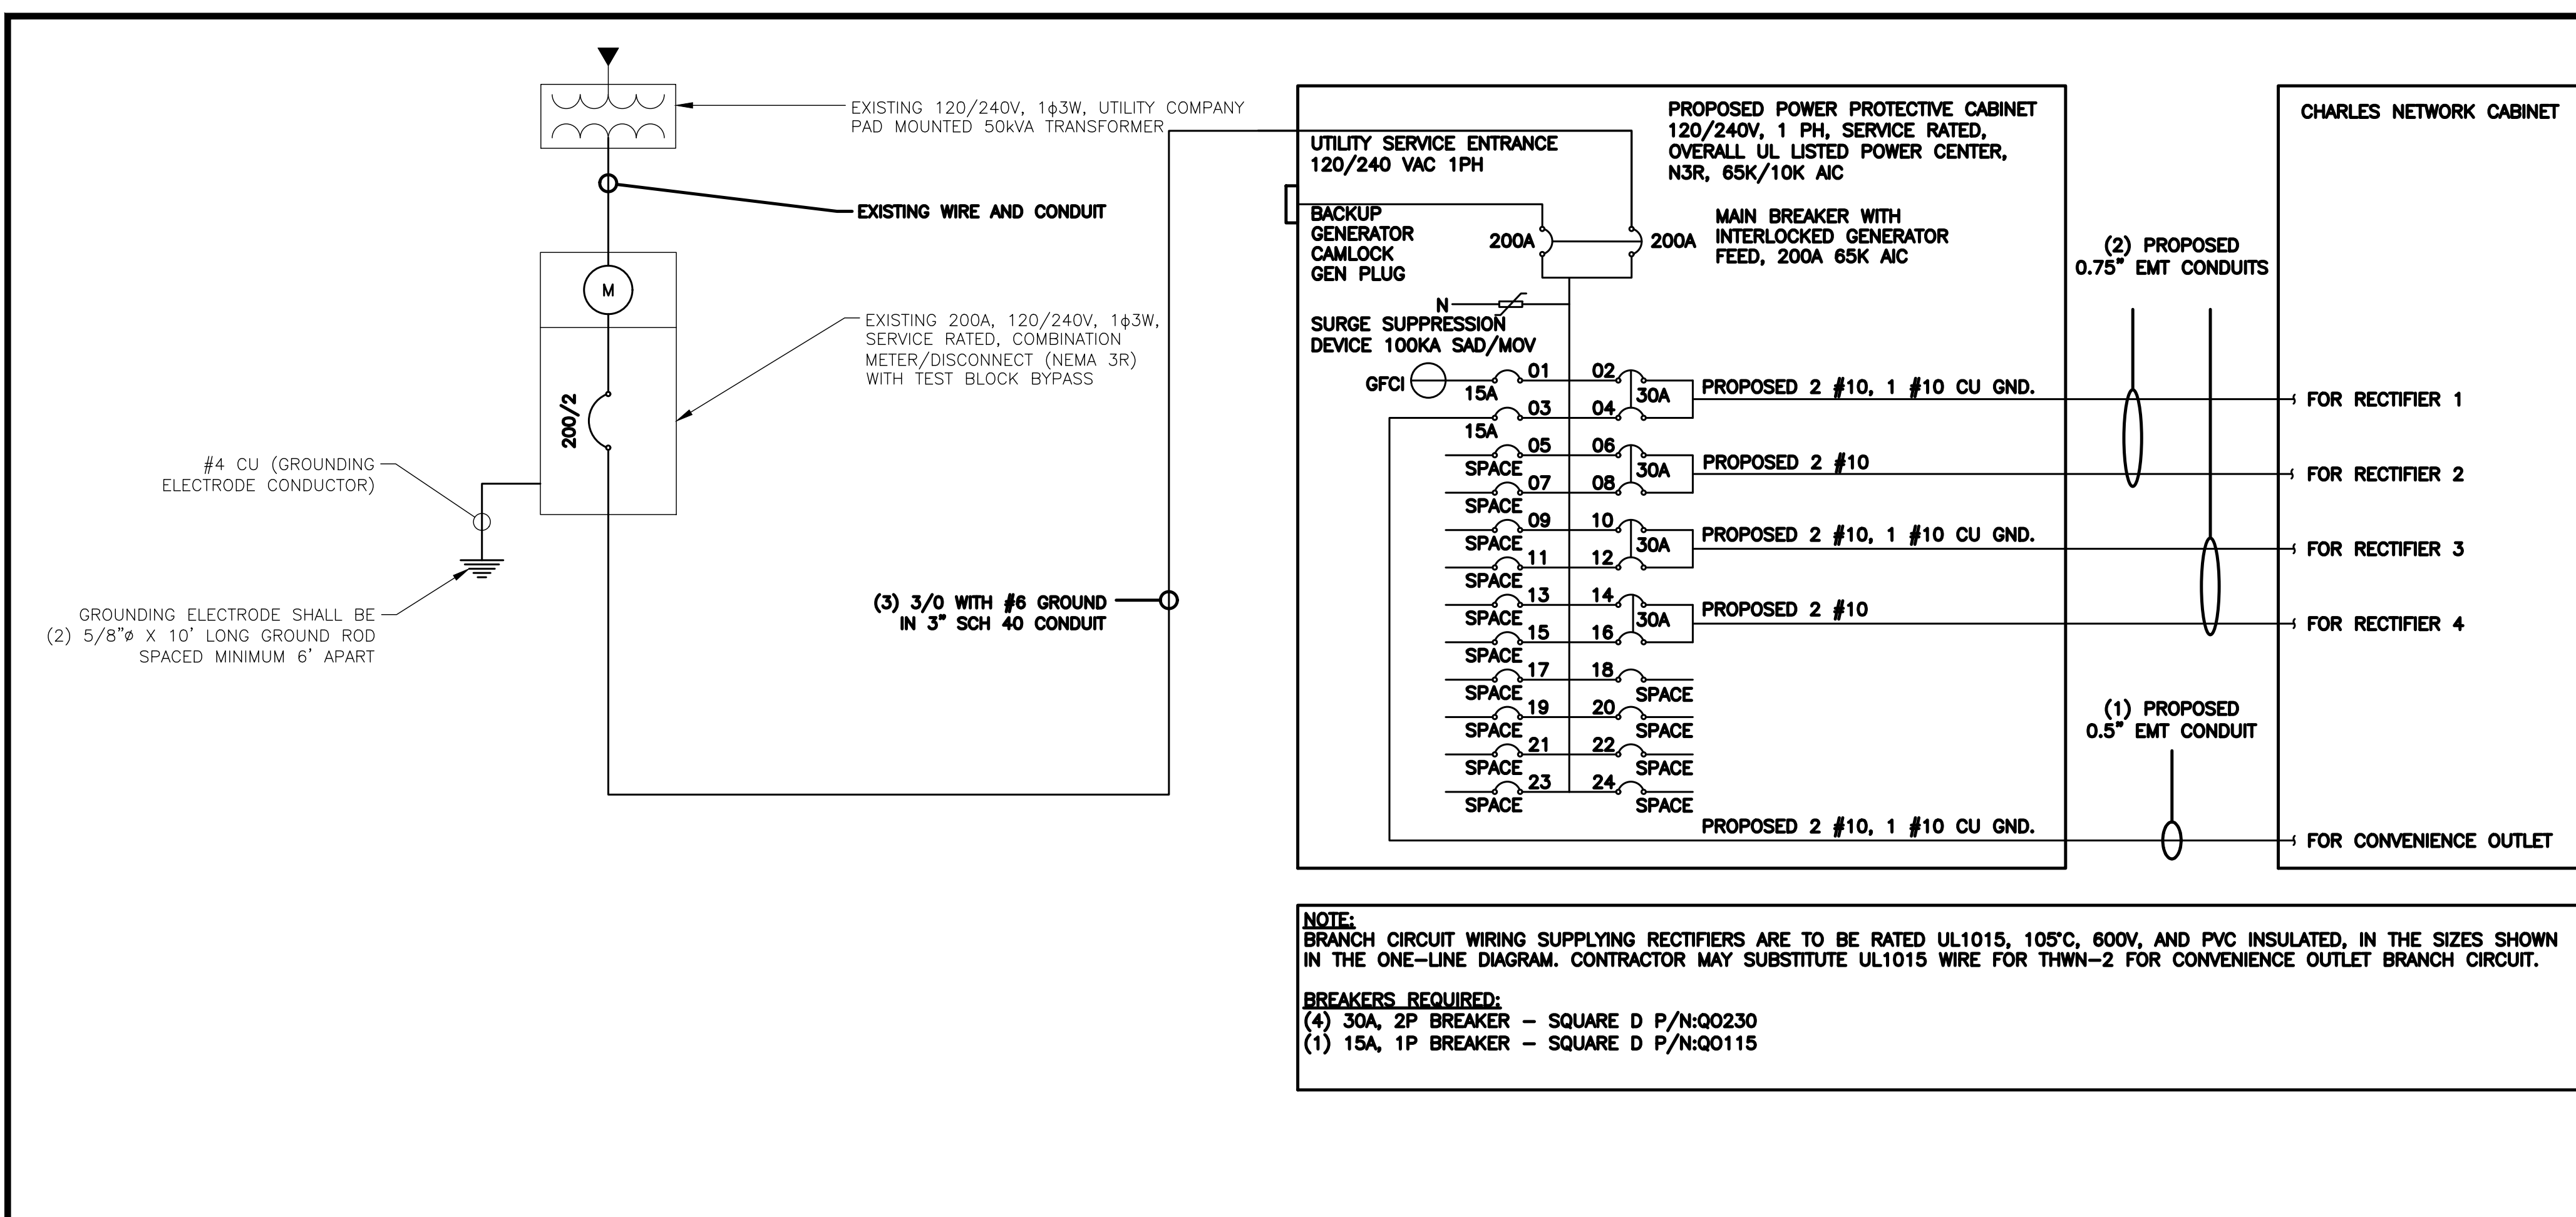 EXISTING 120/240V, 1ϕ3W, UTILITY COMPANY
PAD MOUNTED 50kVA TRANSFORMER
EXISTING WIRE AND CONDUIT
M
EXISTING 200A, 120/240V, 1ϕ3W,
SERVICE RATED, COMBINATION
METER/DISCONNECT (NEMA 3R)
WITH TEST BLOCK BYPASS
200/2
#4 CU (GROUNDING
ELECTRODE CONDUCTOR)
GROUNDING ELECTRODE SHALL BE
(2) 5/8"ø X 10' LONG GROUND ROD
SPACED MINIMUM 6' APART
(3) 3/0 WITH #6 GROUND
IN 3" SCH 40 CONDUIT
UTILITY SERVICE ENTRANCE
120/240 VAC 1PH
PROPOSED POWER PROTECTIVE CABINET
120/240V, 1 PH, SERVICE RATED,
OVERALL UL LISTED POWER CENTER,
N3R, 65K/10K AIC
BACKUP
GENERATOR
CAMLOCK
GEN PLUG
200A
200A
MAIN BREAKER WITH
INTERLOCKED GENERATOR
FEED, 200A 65K AIC
N
SURGE SUPPRESSION
DEVICE 100KA SAD/MOV
GFCI
01 02
15A 30A
03 04
15A
05 06
SPACE 30A
07 08
SPACE
09 10
SPACE 30A
11 12
SPACE
13 14
SPACE 30A
15 16
SPACE
17 18
SPACE SPACE
19 20
SPACE SPACE
21 22
SPACE SPACE
23 24
SPACE SPACE
PROPOSED 2 #10, 1 #10 CU GND.
PROPOSED 2 #10
PROPOSED 2 #10, 1 #10 CU GND.
PROPOSED 2 #10
PROPOSED 2 #10, 1 #10 CU GND.
(2) PROPOSED
0.75" EMT CONDUITS
(1) PROPOSED
0.5" EMT CONDUIT
CHARLES NETWORK CABINET
FOR RECTIFIER 1
FOR RECTIFIER 2
FOR RECTIFIER 3
FOR RECTIFIER 4
FOR CONVENIENCE OUTLET
NOTE:
BRANCH CIRCUIT WIRING SUPPLYING RECTIFIERS ARE TO BE RATED UL1015, 105°C, 600V, AND PVC INSULATED, IN THE SIZES SHOWN
IN THE ONE-LINE DIAGRAM. CONTRACTOR MAY SUBSTITUTE UL1015 WIRE FOR THWN-2 FOR CONVENIENCE OUTLET BRANCH CIRCUIT.
BREAKERS REQUIRED:
(4) 30A, 2P BREAKER - SQUARE D P/N:QO230
(1) 15A, 1P BREAKER - SQUARE D P/N:QO115